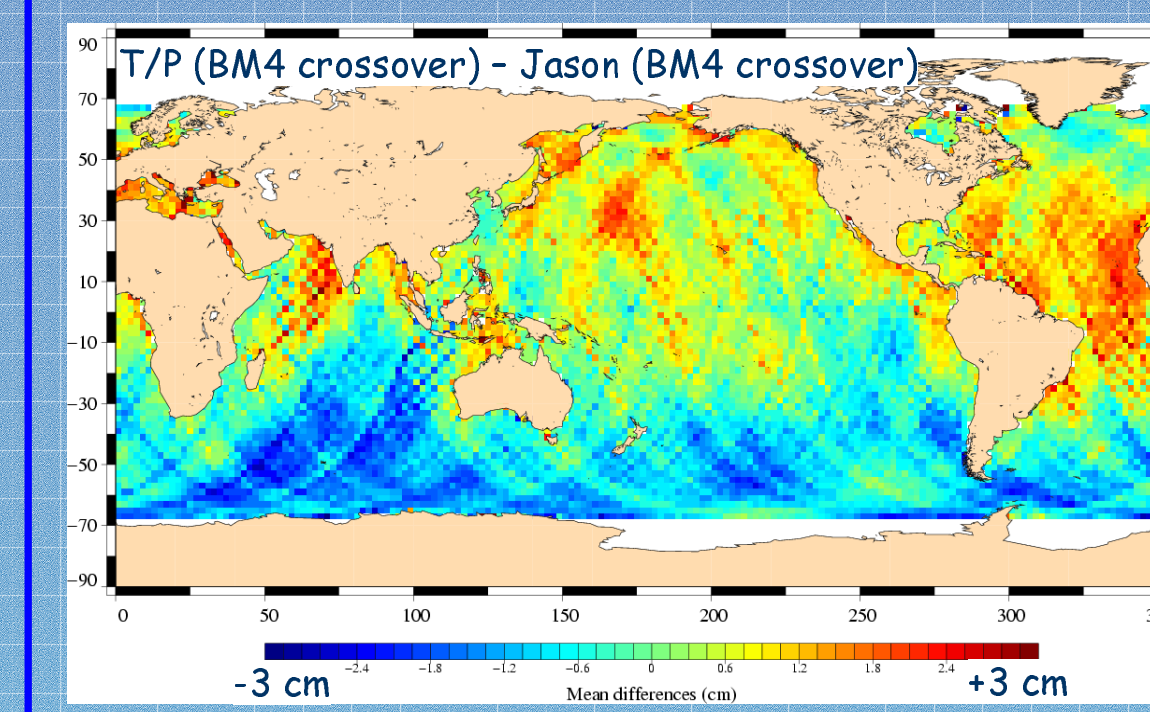 T/P (BM4 crossover) – Jason (BM4 crossover)
90
70
50
30
10
−10
−30
−50
−70
−90
0 50 100 150 200 250 300 3
−2.4 −1.8 −1.2 −0.6 0 0.6 1.2 1.8 2.4
-3 cm +3 cm
Mean differences (cm)